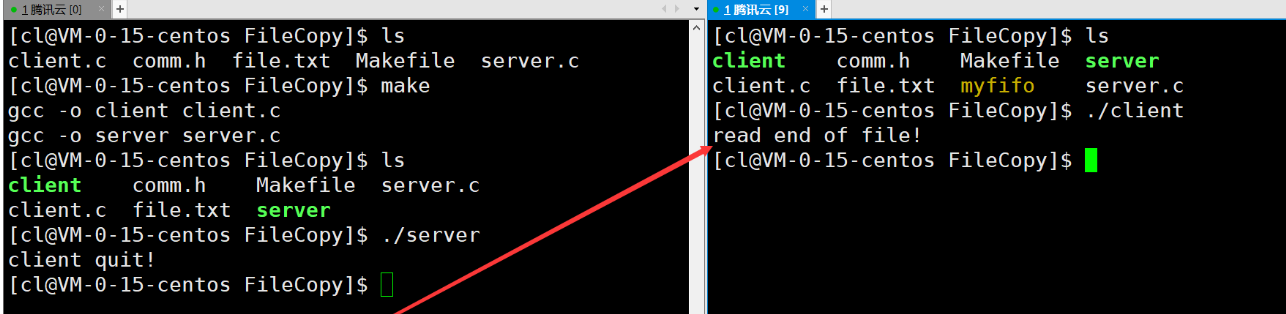 1 腾讯云 [0] × +
[cl@VM-0-15-centos FileCopy]$ ls
client.c  comm.h  file.txt  Makefile  server.c
[cl@VM-0-15-centos FileCopy]$ make
gcc -o client client.c
gcc -o server server.c
[cl@VM-0-15-centos FileCopy]$ ls
client    comm.h    Makefile  server.c
client.c  file.txt  server
[cl@VM-0-15-centos FileCopy]$ ./server
client quit!
[cl@VM-0-15-centos FileCopy]$
1 腾讯云 [9] × +
[cl@VM-0-15-centos FileCopy]$ ls
client    comm.h    Makefile  server
client.c  file.txt  myfifo    server.c
[cl@VM-0-15-centos FileCopy]$ ./client
read end of file!
[cl@VM-0-15-centos FileCopy]$